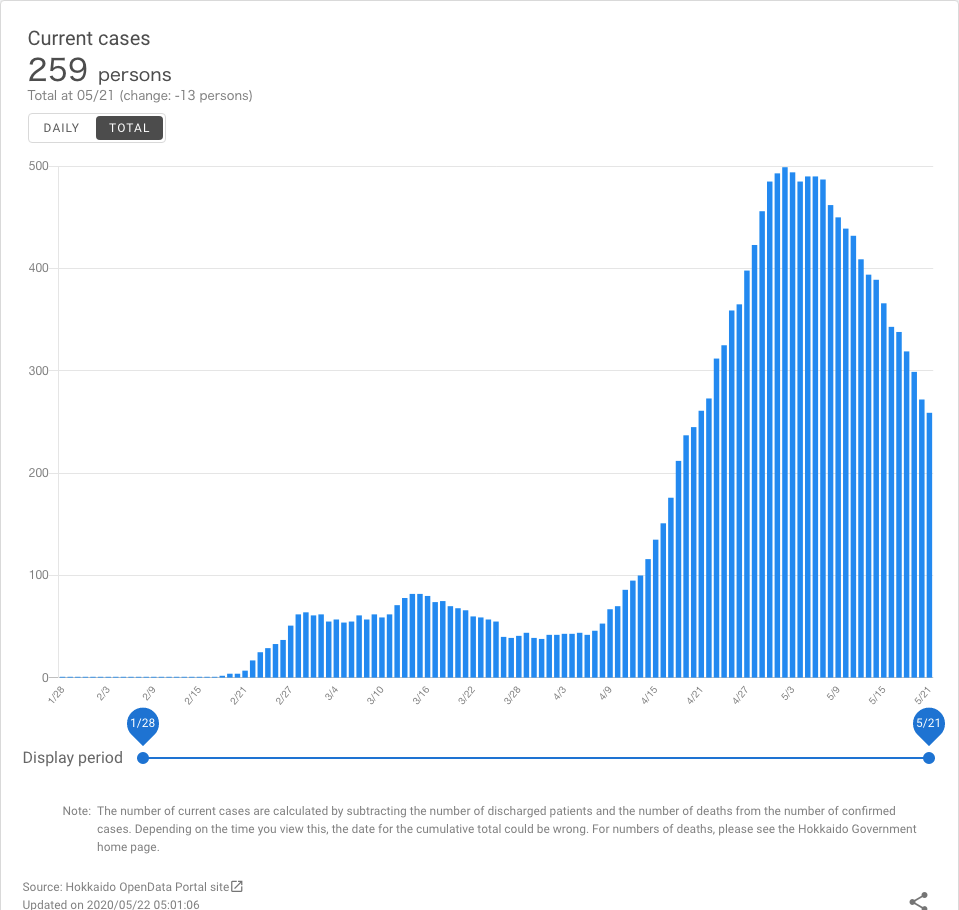 Current cases
259 persons
Total at 05/21 (change: -13 persons)
DAILY TOTAL
500
400
300
200
100
0
1/28 2/3 2/9 2/15 2/21 2/27 3/4 3/10 3/16 3/22 3/28 4/3 4/9 4/15 4/21 4/27 5/3 5/9 5/15 5/21
1/28 5/21
Display period
Note: The number of current cases are calculated by subtracting the number of discharged patients and the number of deaths from the number of confirmed
cases. Depending on the time you view this, the date for the cumulative total could be wrong. For numbers of deaths, please see the Hokkaido Government
home page.
Source: Hokkaido OpenData Portal site
Updated on 2020/05/22 05:01:06